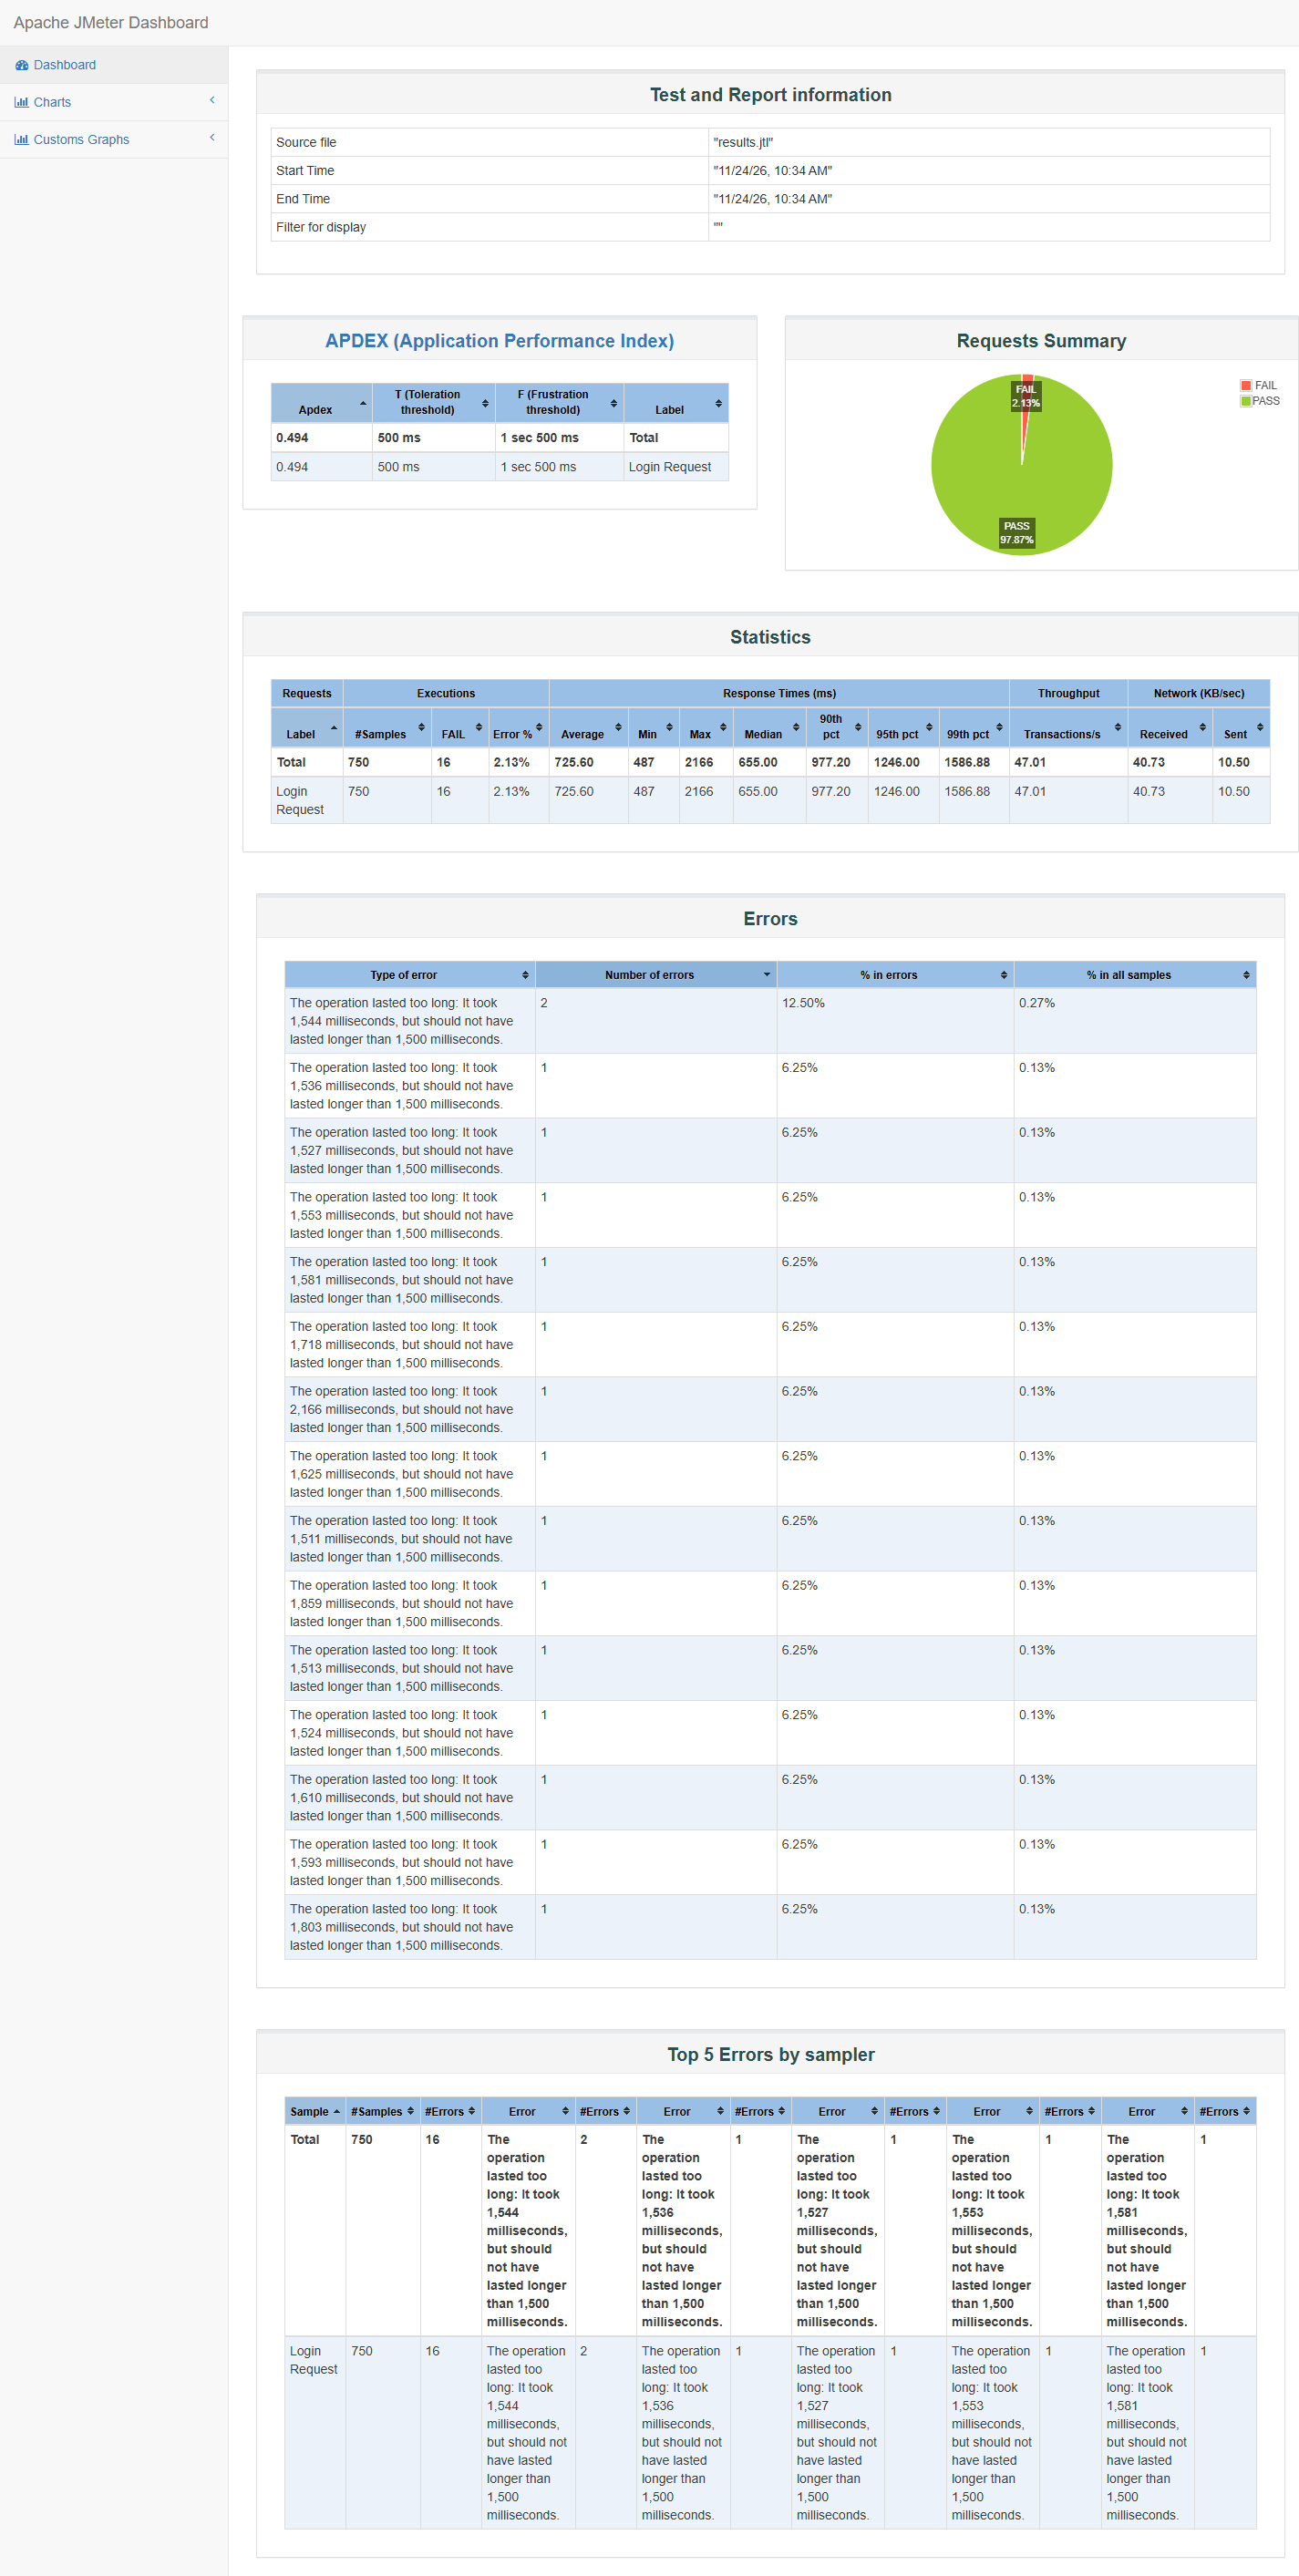 Apache JMeter Dashboard
Dashboard
Charts
Customs Graphs
Test and Report information
Source file "results.jtl"
Start Time "11/24/26, 10:34 AM"
End Time "11/24/26, 10:34 AM"
Filter for display ""
APDEX (Application Performance Index)
Apdex T (Toleration threshold) F (Frustration threshold) Label
0.494 500 ms 1 sec 500 ms Total
0.494 500 ms 1 sec 500 ms Login Request
Requests Summary
FAIL
2.13%
PASS
97.87%
FAIL
PASS
Statistics
Requests Executions Response Times (ms) Throughput Network (KB/sec)
Label #Samples FAIL Error % Average Min Max Median 90th pct 95th pct 99th pct Transactions/s Received Sent
Total 750 16 2.13% 725.60 487 2166 655.00 977.20 1246.00 1586.88 47.01 40.73 10.50
Login Request 750 16 2.13% 725.60 487 2166 655.00 977.20 1246.00 1586.88 47.01 40.73 10.50
Errors
Type of error Number of errors % in errors % in all samples
The operation lasted too long: It took 2 12.50% 0.27%
1,544 milliseconds, but should not have
lasted longer than 1,500 milliseconds.
The operation lasted too long: It took 1 6.25% 0.13%
1,536 milliseconds, but should not have
lasted longer than 1,500 milliseconds.
The operation lasted too long: It took 1 6.25% 0.13%
1,527 milliseconds, but should not have
lasted longer than 1,500 milliseconds.
The operation lasted too long: It took 1 6.25% 0.13%
1,553 milliseconds, but should not have
lasted longer than 1,500 milliseconds.
The operation lasted too long: It took 1 6.25% 0.13%
1,581 milliseconds, but should not have
lasted longer than 1,500 milliseconds.
The operation lasted too long: It took 1 6.25% 0.13%
1,718 milliseconds, but should not have
lasted longer than 1,500 milliseconds.
The operation lasted too long: It took 1 6.25% 0.13%
2,166 milliseconds, but should not have
lasted longer than 1,500 milliseconds.
The operation lasted too long: It took 1 6.25% 0.13%
1,625 milliseconds, but should not have
lasted longer than 1,500 milliseconds.
The operation lasted too long: It took 1 6.25% 0.13%
1,511 milliseconds, but should not have
lasted longer than 1,500 milliseconds.
The operation lasted too long: It took 1 6.25% 0.13%
1,859 milliseconds, but should not have
lasted longer than 1,500 milliseconds.
The operation lasted too long: It took 1 6.25% 0.13%
1,513 milliseconds, but should not have
lasted longer than 1,500 milliseconds.
The operation lasted too long: It took 1 6.25% 0.13%
1,524 milliseconds, but should not have
lasted longer than 1,500 milliseconds.
The operation lasted too long: It took 1 6.25% 0.13%
1,610 milliseconds, but should not have
lasted longer than 1,500 milliseconds.
The operation lasted too long: It took 1 6.25% 0.13%
1,593 milliseconds, but should not have
lasted longer than 1,500 milliseconds.
The operation lasted too long: It took 1 6.25% 0.13%
1,803 milliseconds, but should not have
lasted longer than 1,500 milliseconds.
Top 5 Errors by sampler
Sample #Samples #Errors Error #Errors Error #Errors Error #Errors Error #Errors Error #Errors
Total 750 16 The 2 The 1 The 1 The 1 The 1
operation operation operation operation operation
lasted too lasted too lasted too lasted too lasted too
long: It took long: It took long: It took long: It took long: It took
1,544 1,536 1,527 1,553 1,581
milliseconds, milliseconds, milliseconds, milliseconds, milliseconds,
but should but should but should but should but should
not have not have not have not have not have
lasted longer lasted longer lasted longer lasted longer lasted longer
than 1,500 than 1,500 than 1,500 than 1,500 than 1,500
milliseconds. milliseconds. milliseconds. milliseconds. milliseconds.
Login 750 16 The operation 2 The operation 1 The operation 1 The operation 1 The operation 1
Request lasted too lasted too lasted too lasted too lasted too
long: It took long: It took long: It took long: It took long: It took
1,544 1,536 1,527 1,553 1,581
milliseconds, milliseconds, milliseconds, milliseconds, milliseconds,
but should not but should not but should not but should not but should not
have lasted have lasted have lasted have lasted have lasted
longer than longer than longer than longer than longer than
1,500 1,500 1,500 1,500 1,500
milliseconds. milliseconds. milliseconds. milliseconds. milliseconds.